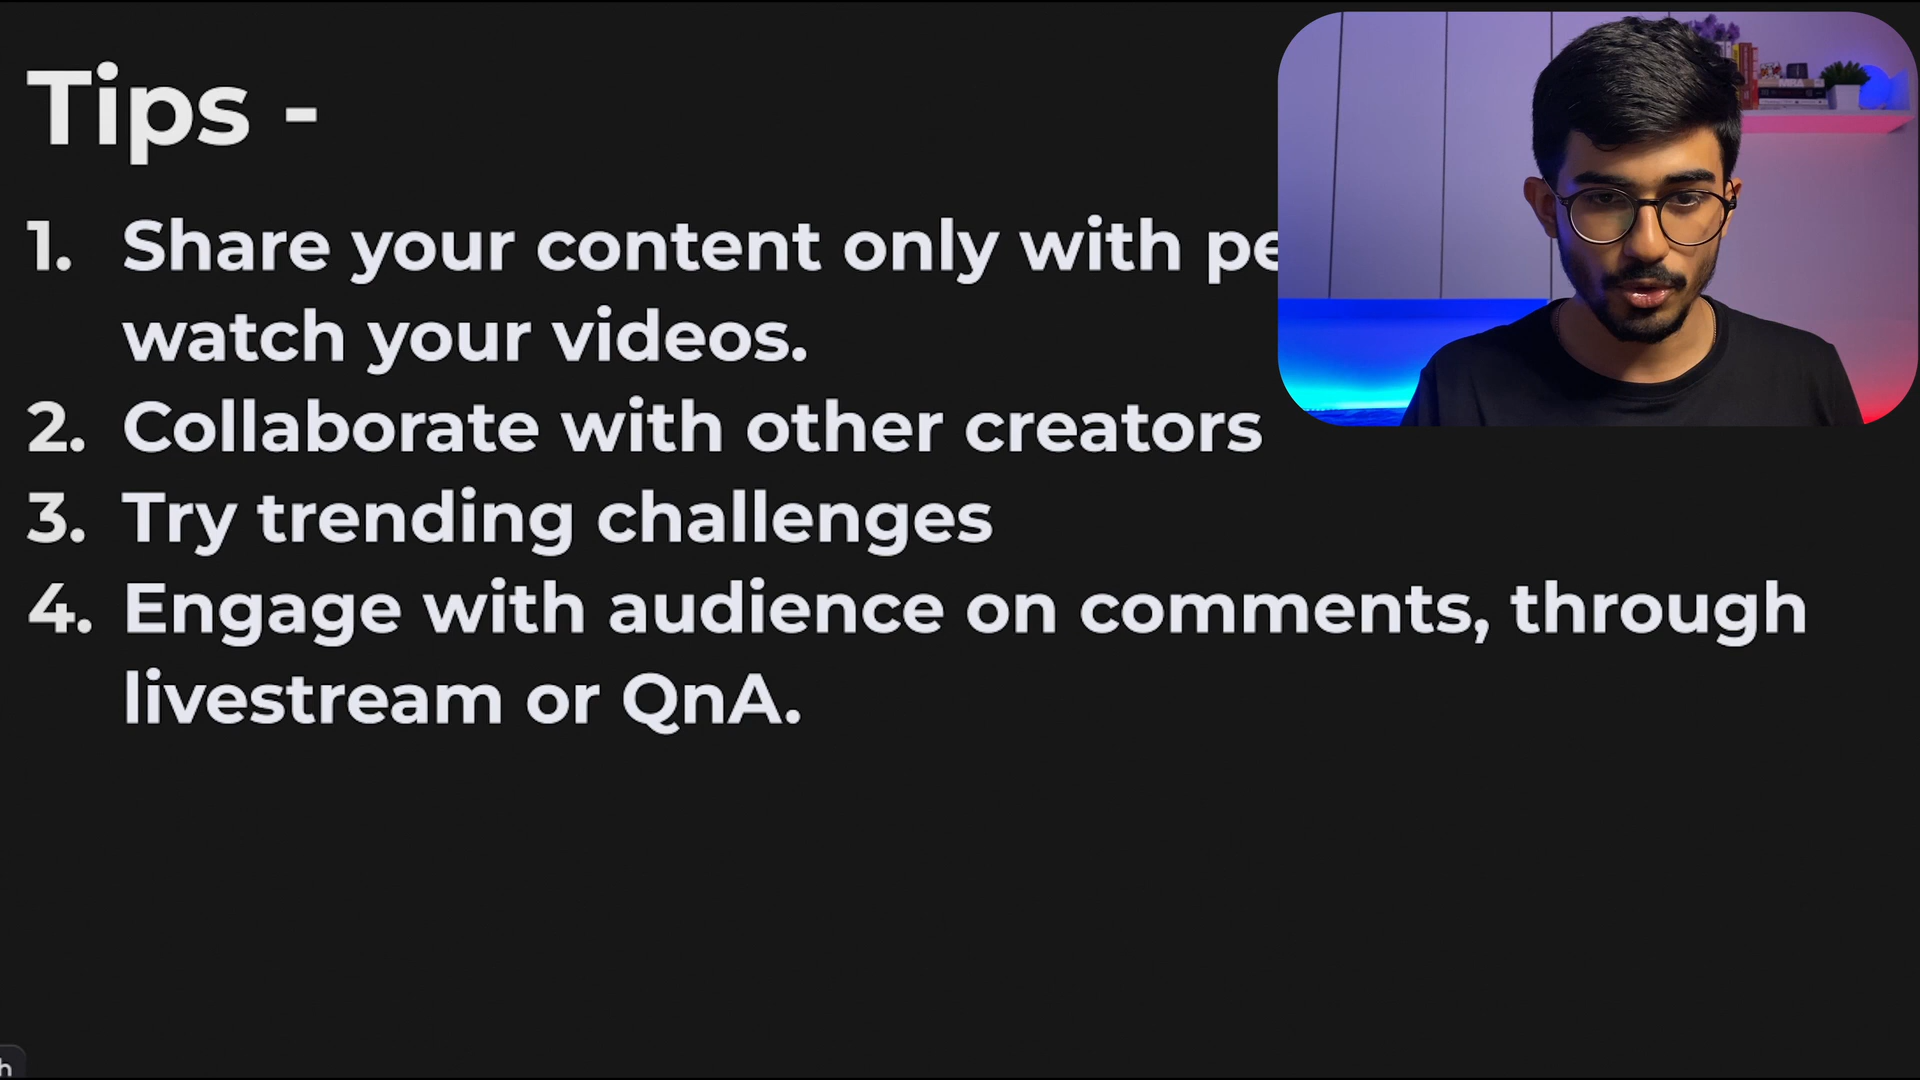 Tips -
1. Share your content only with
watch your videos.
2. Collaborate with other creators
3. Try trending challenges
4. Engage with audience on comments, through
livestream or QnA.